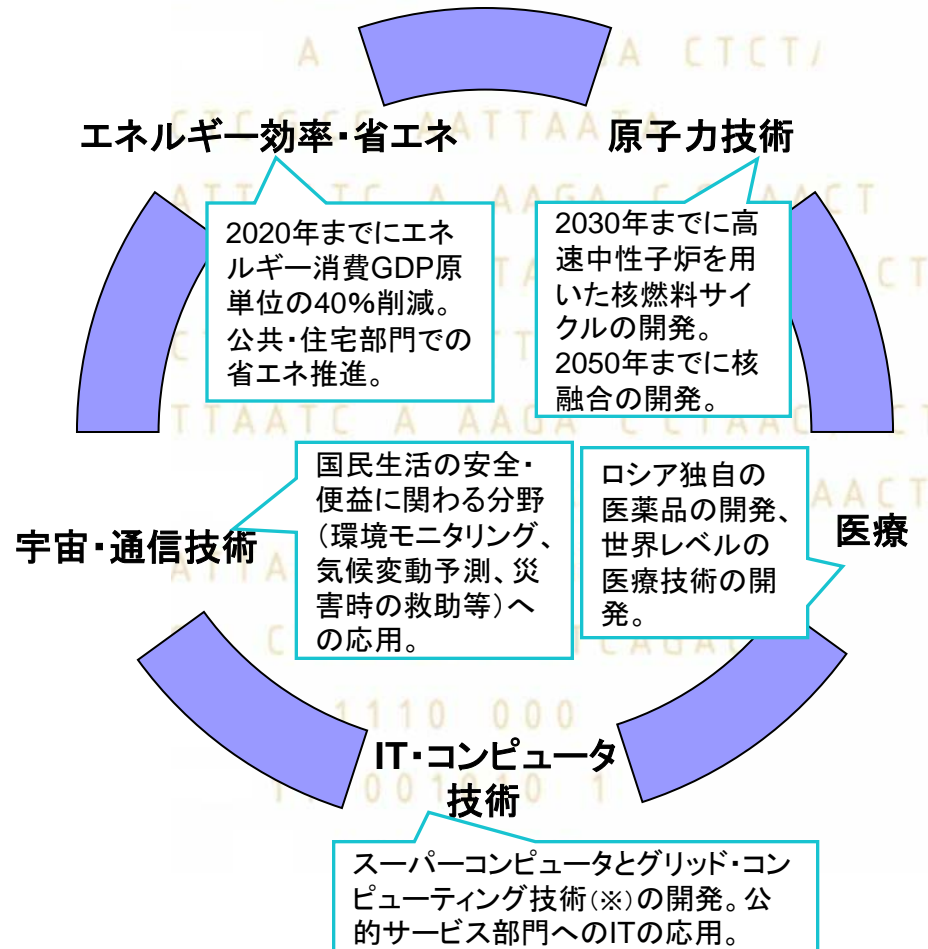 A A CTCT
エネルギー効率・省エネ
原子力技術
2020年までにエネ
ルギー消費GDP原
単位の40%削減。
公共・住宅部門での
省エネ推進。
2030年までに高
速中性子炉を用
いた核燃料サイ
クルの開発。
2050年までに核
融合の開発。
TTAATC A AAGA C CTAACT
宇宙・通信技術
国民生活の安全・
便益に関わる分野
(環境モニタリング、
気候変動予測、災
害時の救助等)へ
の応用。
ロシア独自の
医薬品の開発、
世界レベルの
医療技術の開
発。
医療
1110 000
IT・コンピュータ
技術
スーパーコンピュータとグリッド・コン
ピューティング技術(※)の開発。公
的サービス部門へのITの応用。